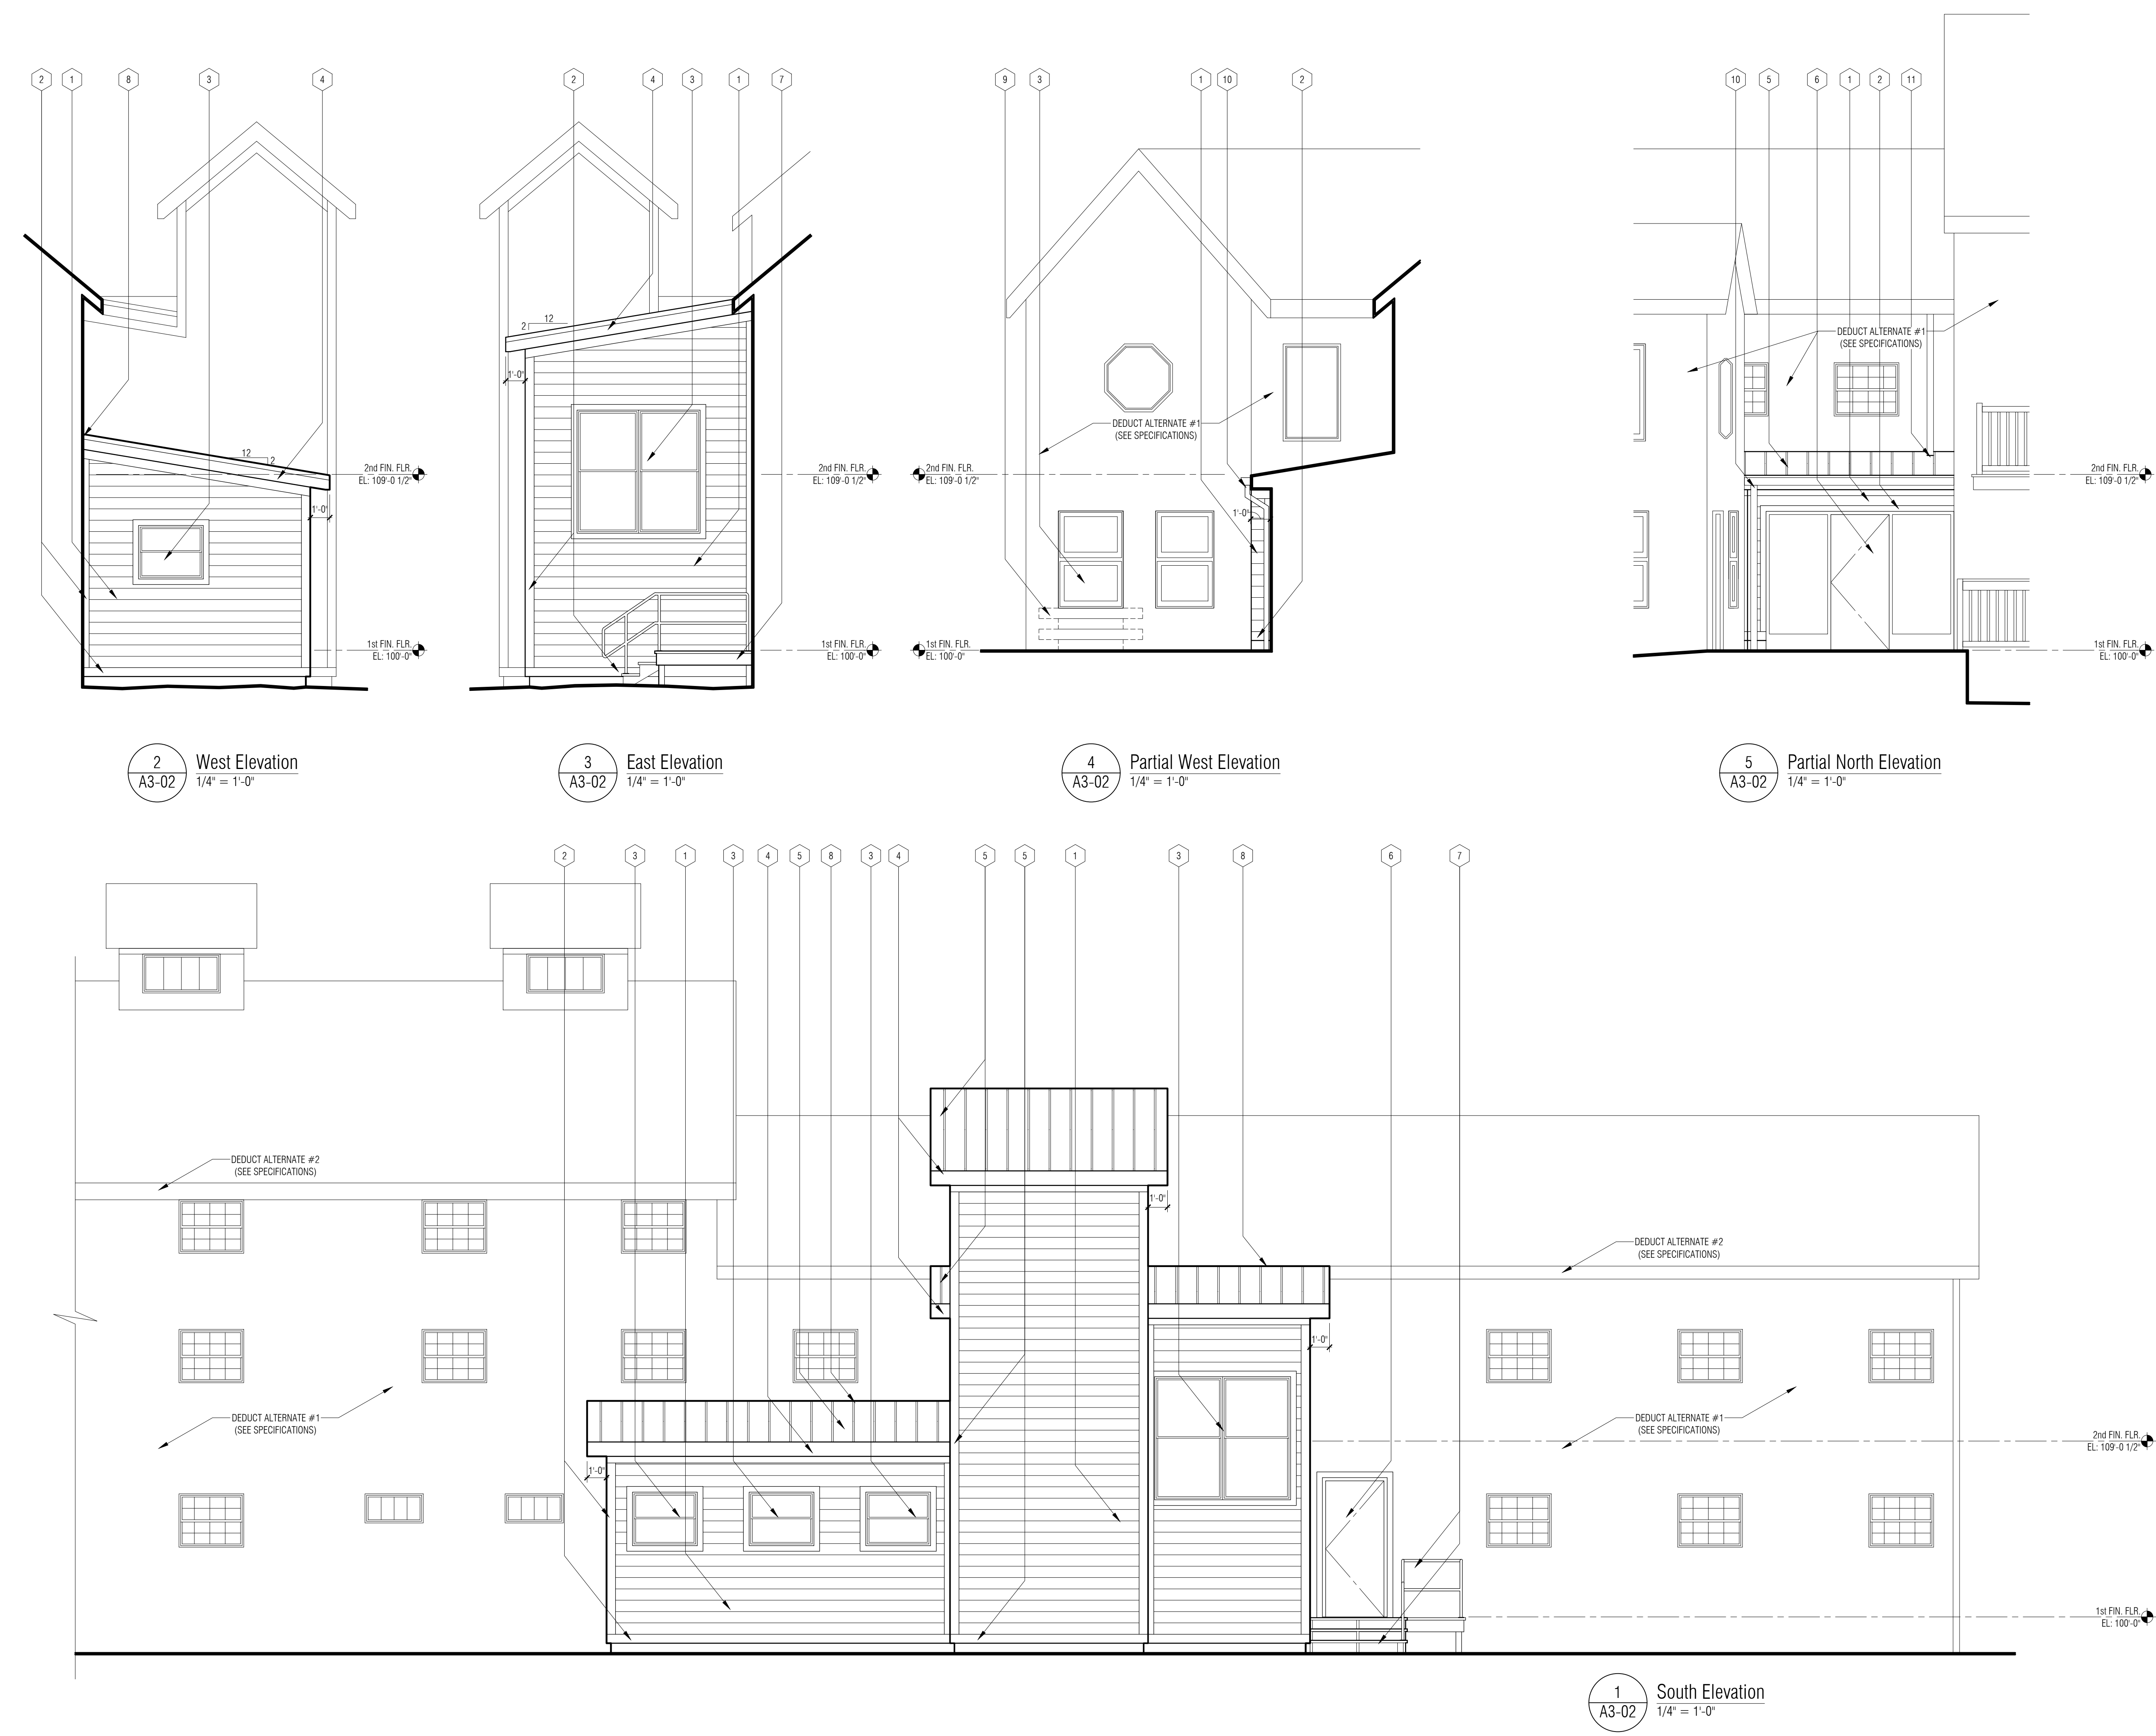 2 1 8 3 4
2 4 3 1 7
9 3 1 10 2
10 5 6 1 2 11
12
2
1'-0"
2nd FIN. FLR.
EL: 109'-0 1/2"
1st FIN. FLR.
EL: 100'-0"
12
2
1'-0"
2nd FIN. FLR.
EL: 109'-0 1/2"
1st FIN. FLR.
EL: 100'-0"
DEDUCT ALTERNATE #1
(SEE SPECIFICATIONS)
2nd FIN. FLR.
EL: 109'-0 1/2"
1'-0"
1st FIN. FLR.
EL: 100'-0"
DEDUCT ALTERNATE #1
(SEE SPECIFICATIONS)
2nd FIN. FLR.
EL: 109'-0 1/2"
1st FIN. FLR.
EL: 100'-0"
2
A3-02
West Elevation
1/4" = 1'-0"
3
A3-02
East Elevation
1/4" = 1'-0"
4
A3-02
Partial West Elevation
1/4" = 1'-0"
5
A3-02
Partial North Elevation
1/4" = 1'-0"
2 3 1 3 4 5 8 3 4 5 5 1 3 8 6 7
DEDUCT ALTERNATE #2
(SEE SPECIFICATIONS)
1'-0"
DEDUCT ALTERNATE #2
(SEE SPECIFICATIONS)
1'-0"
DEDUCT ALTERNATE #1
(SEE SPECIFICATIONS)
DEDUCT ALTERNATE #1
(SEE SPECIFICATIONS)
2nd FIN. FLR.
EL: 109'-0 1/2"
1'-0"
1st FIN. FLR.
EL: 100'-0"
1
A3-02
South Elevation
1/4" = 1'-0"